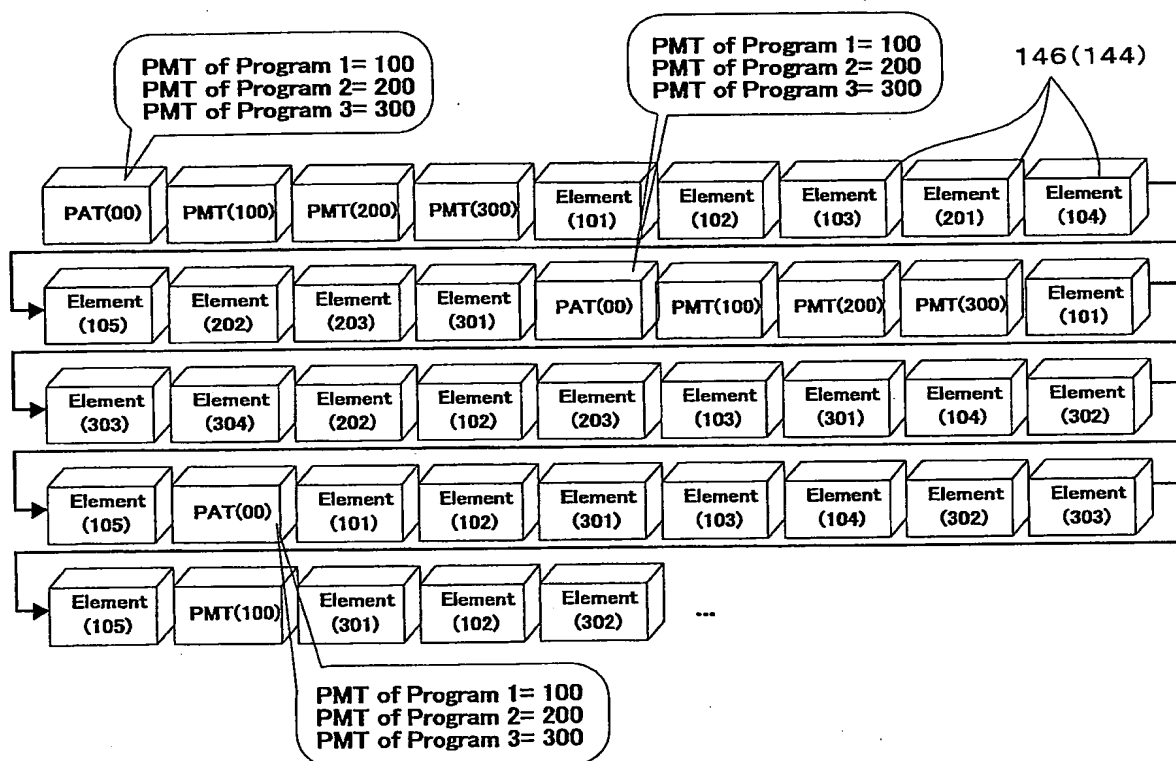 PMT of Program 1= 100
PMT of Program 2= 200
PMT of Program 3= 300
PMT of Program 1= 100
PMT of Program 2= 200
PMT of Program 3= 300
146(144)
PAT(00)
PMT(100)
PMT(200)
PMT(300)
Element
(101)
Element
(102)
Element
(103)
Element
(201)
Element
(104)
Element
(105)
Element
(202)
Element
(203)
Element
(301)
PAT(00)
PMT(100)
PMT(200)
PMT(300)
Element
(101)
Element
(303)
Element
(304)
Element
(202)
Element
(102)
Element
(203)
Element
(103)
Element
(301)
Element
(104)
Element
(302)
Element
(105)
PAT(00)
Element
(101)
Element
(102)
Element
(301)
Element
(103)
Element
(104)
Element
(302)
Element
(303)
Element
(105)
PMT(100)
Element
(301)
Element
(102)
Element
(302)
...
PMT of Program 1= 100
PMT of Program 2= 200
PMT of Program 3= 300